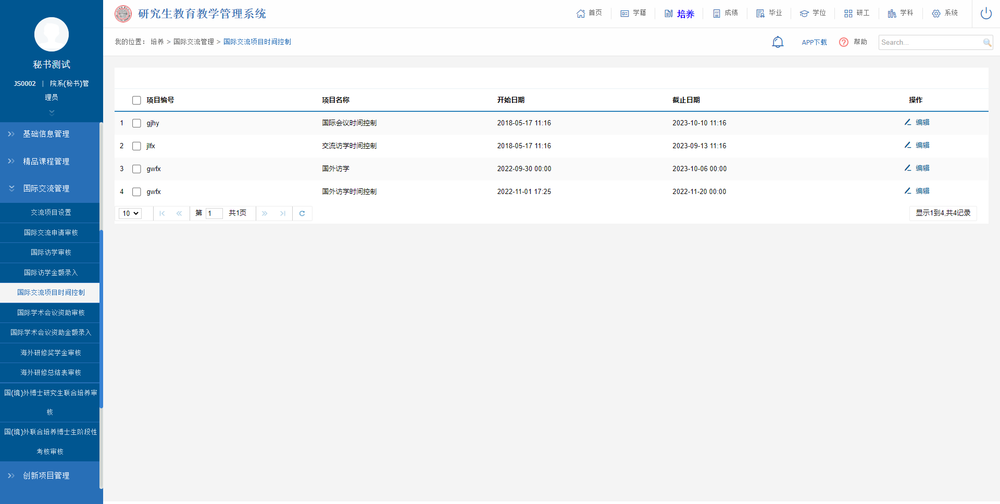 研究生教育教学管理系统
首页
学籍
培养
成绩
毕业
学位
研工
学科
系统
秘书测试
JS0002 | 院系(秘书)管
理员
我的位置： 培养 > 国际交流管理 > 国际交流项目时间控制
APP下载
帮助
Search...
基础信息管理
精品课程管理
国际交流管理
交流项目设置
国际交流申请审核
国际访学审核
国际访学金额录入
国际交流项目时间控制
国际学术会议资助审核
国际学术会议资助金额录入
海外研修奖学金审核
海外研修总结表审核
国(境)外博士研究生联合培养审
核
国(境)外联合培养博士生阶段性
考核审核
创新项目管理
项目编号 项目名称 开始日期 截止日期 操作
1 gjhy 国际会议时间控制 2018-05-17 11:16 2023-10-10 11:16 编辑
2 jlfx 交流访学时间控制 2018-05-17 11:16 2023-09-13 11:16 编辑
3 gwfx 国外访学 2022-09-30 00:00 2023-10-06 00:00 编辑
4 gwfx 国外访学时间控制 2022-11-01 17:25 2022-11-20 00:00 编辑
10 第 1 共1页 显示1到4,共4记录